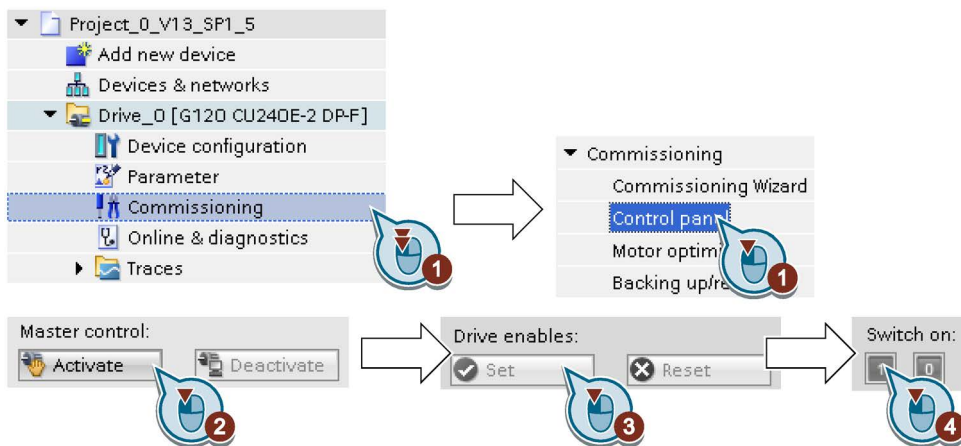 Project_0_V13_SP1_5
Add new device
Devices & networks
Drive_0 [G120 CU240E-2 DP-F]
Device configuration
Parameter
Commissioning
Online & diagnostics
Traces
1
Commissioning
Commissioning Wizard
Control panel
Motor optimi
Backing up/re
1
Master control:
Activate
Deactivate
2
Drive enables:
Set
Reset
3
Switch on:
1
0
4